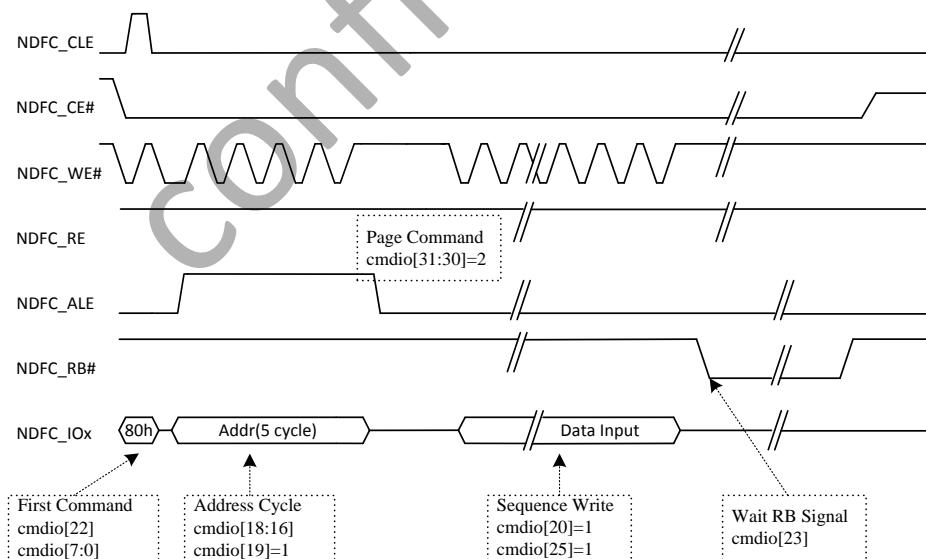 NDFC_CLE
NDFC_CE#
NDFC_WE#
NDFC_RE
Page Command
cmdio[31:30]=2
NDFC_ALE
NDFC_RB#
NDFC_IOx
80h
Addr(5 cycle)
Data Input
First Command
cmdio[22]
cmdio[7:0]
Address Cycle
cmdio[18:16]
cmdio[19]=1
Sequence Write
cmdio[20]=1
cmdio[25]=1
Wait RB Signal
cmdio[23]